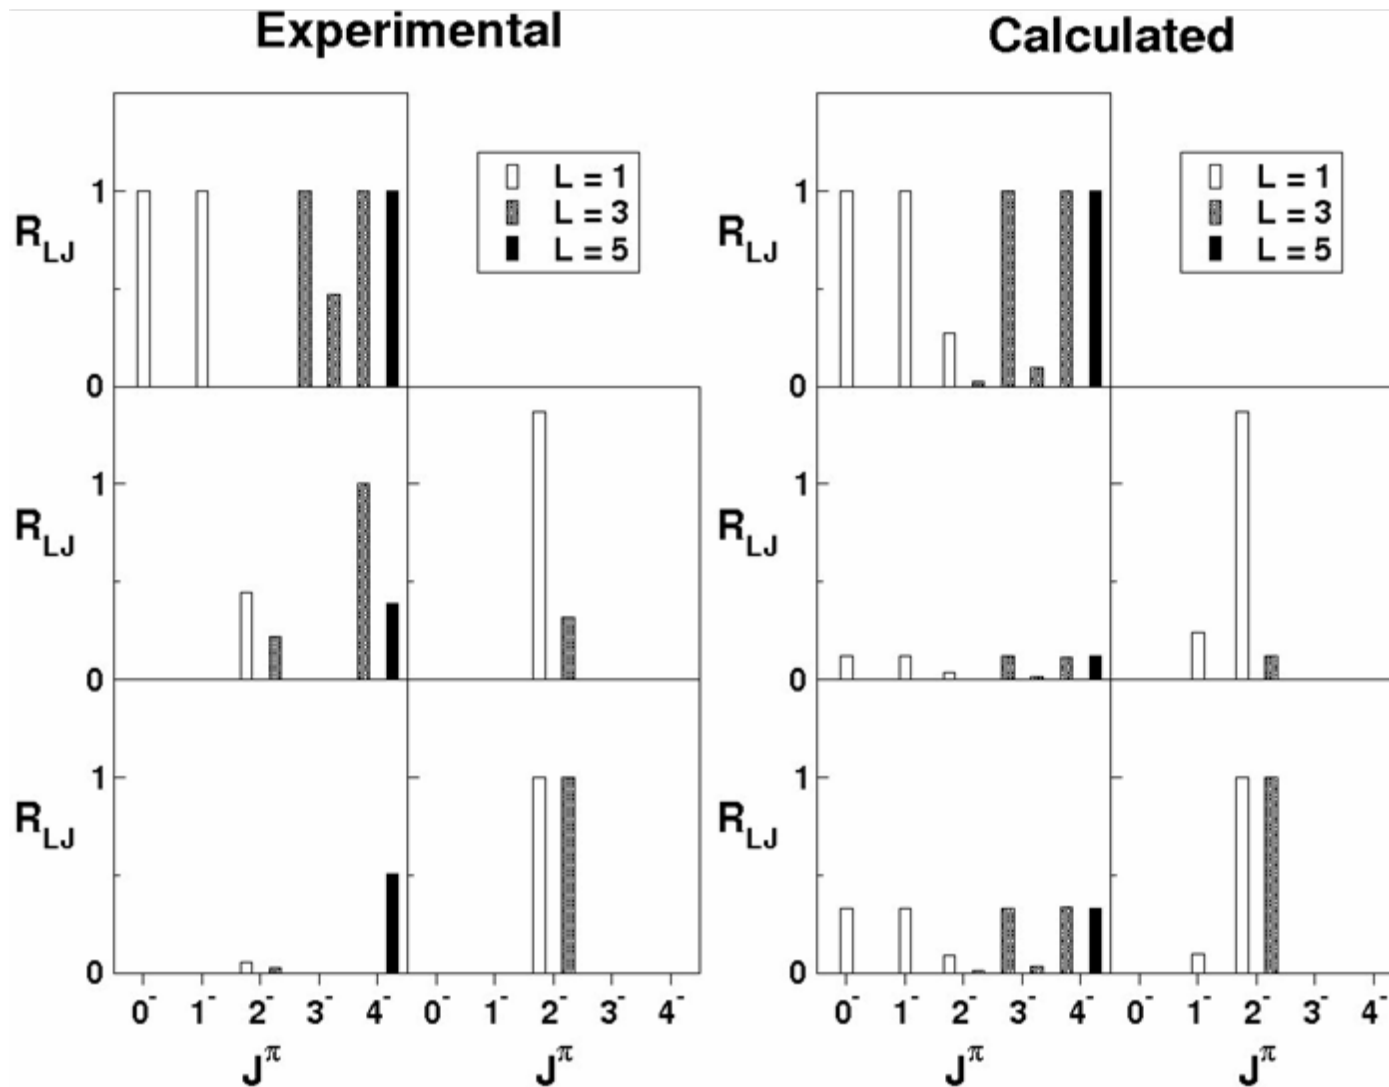 Experimental
Calculated
L = 1
L = 3
L = 5
L = 1
L = 3
L = 5
1
R_LJ
0
1
R_LJ
0
1
R_LJ
0
1
R_LJ
0
1
R_LJ
0
1
R_LJ
0
0⁻ 1⁻ 2⁻ 3⁻ 4⁻ 0⁻ 1⁻ 2⁻ 3⁻ 4⁻
0⁻ 1⁻ 2⁻ 3⁻ 4⁻ 0⁻ 1⁻ 2⁻ 3⁻ 4⁻
J^π J^π
J^π J^π